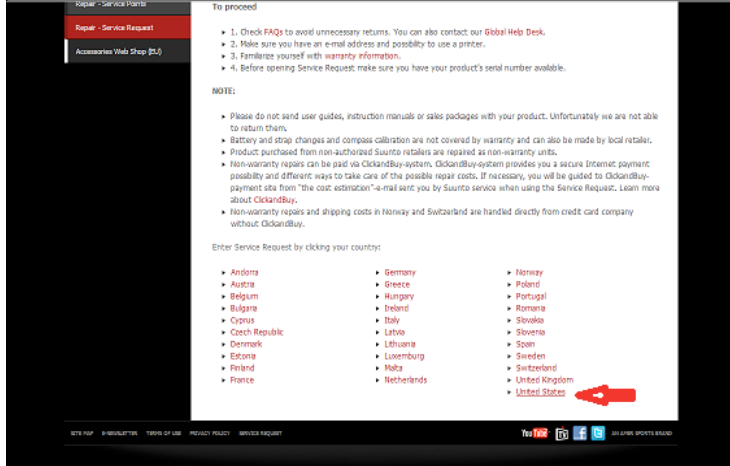 Repair - Service Points
Repair - Service Request
Accessories Web Shop (EU)
To proceed
1. Check FAQs to avoid unnecessary returns. You can also contact our Global Help Desk.
2. Make sure you have an e-mail address and possibility to use a printer.
3. Familiarize yourself with warranty information.
4. Before opening Service Request make sure you have your product's serial number available.
NOTE:
Please do not send user guides, instruction manuals or sales packages with your product. Unfortunately we are not able
to return them.
Battery and strap changes and compass calibration are not covered by warranty and can also be made by local retailer.
Product purchased from non-authorized Suunto retailers are repaired as non-warranty units.
Non-warranty repairs can be paid via ClickandBuy-system. ClickandBuy-system provides you a secure Internet payment
possibility and different ways to take care of the possible repair costs. If necessary, you will be guided to ClickandBuy-
payment site from "the cost estimation"-e-mail sent you by Suunto service when using the Service Request. Learn more
about ClickandBuy.
Non-warranty repairs and shipping costs in Norway and Switzerland are handled directly from credit card company
without ClickandBuy.
Enter Service Request by clicking your country:
Andorra
Austria
Belgium
Bulgaria
Cyprus
Czech Republic
Denmark
Estonia
Finland
France
Germany
Greece
Hungary
Ireland
Italy
Latvia
Lithuania
Luxemburg
Malta
Netherlands
Norway
Poland
Portugal
Romania
Slovakia
Slovenia
Spain
Sweden
Switzerland
United Kingdom
United States
SITE MAP E-NEWSLETTER TERMS OF USE PRIVACY POLICY SERVICE REQUEST
YouTube TV f AN AMER SPORTS BRAND